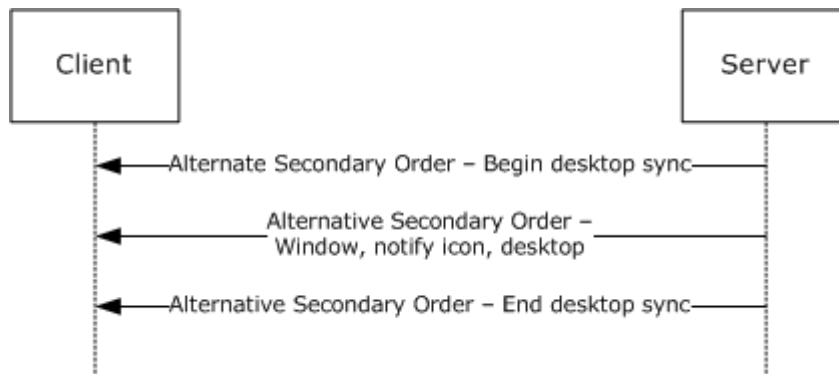 Client
Server
Alternate Secondary Order – Begin desktop sync
Alternative Secondary Order –
Window, notify icon, desktop
Alternative Secondary Order – End desktop sync